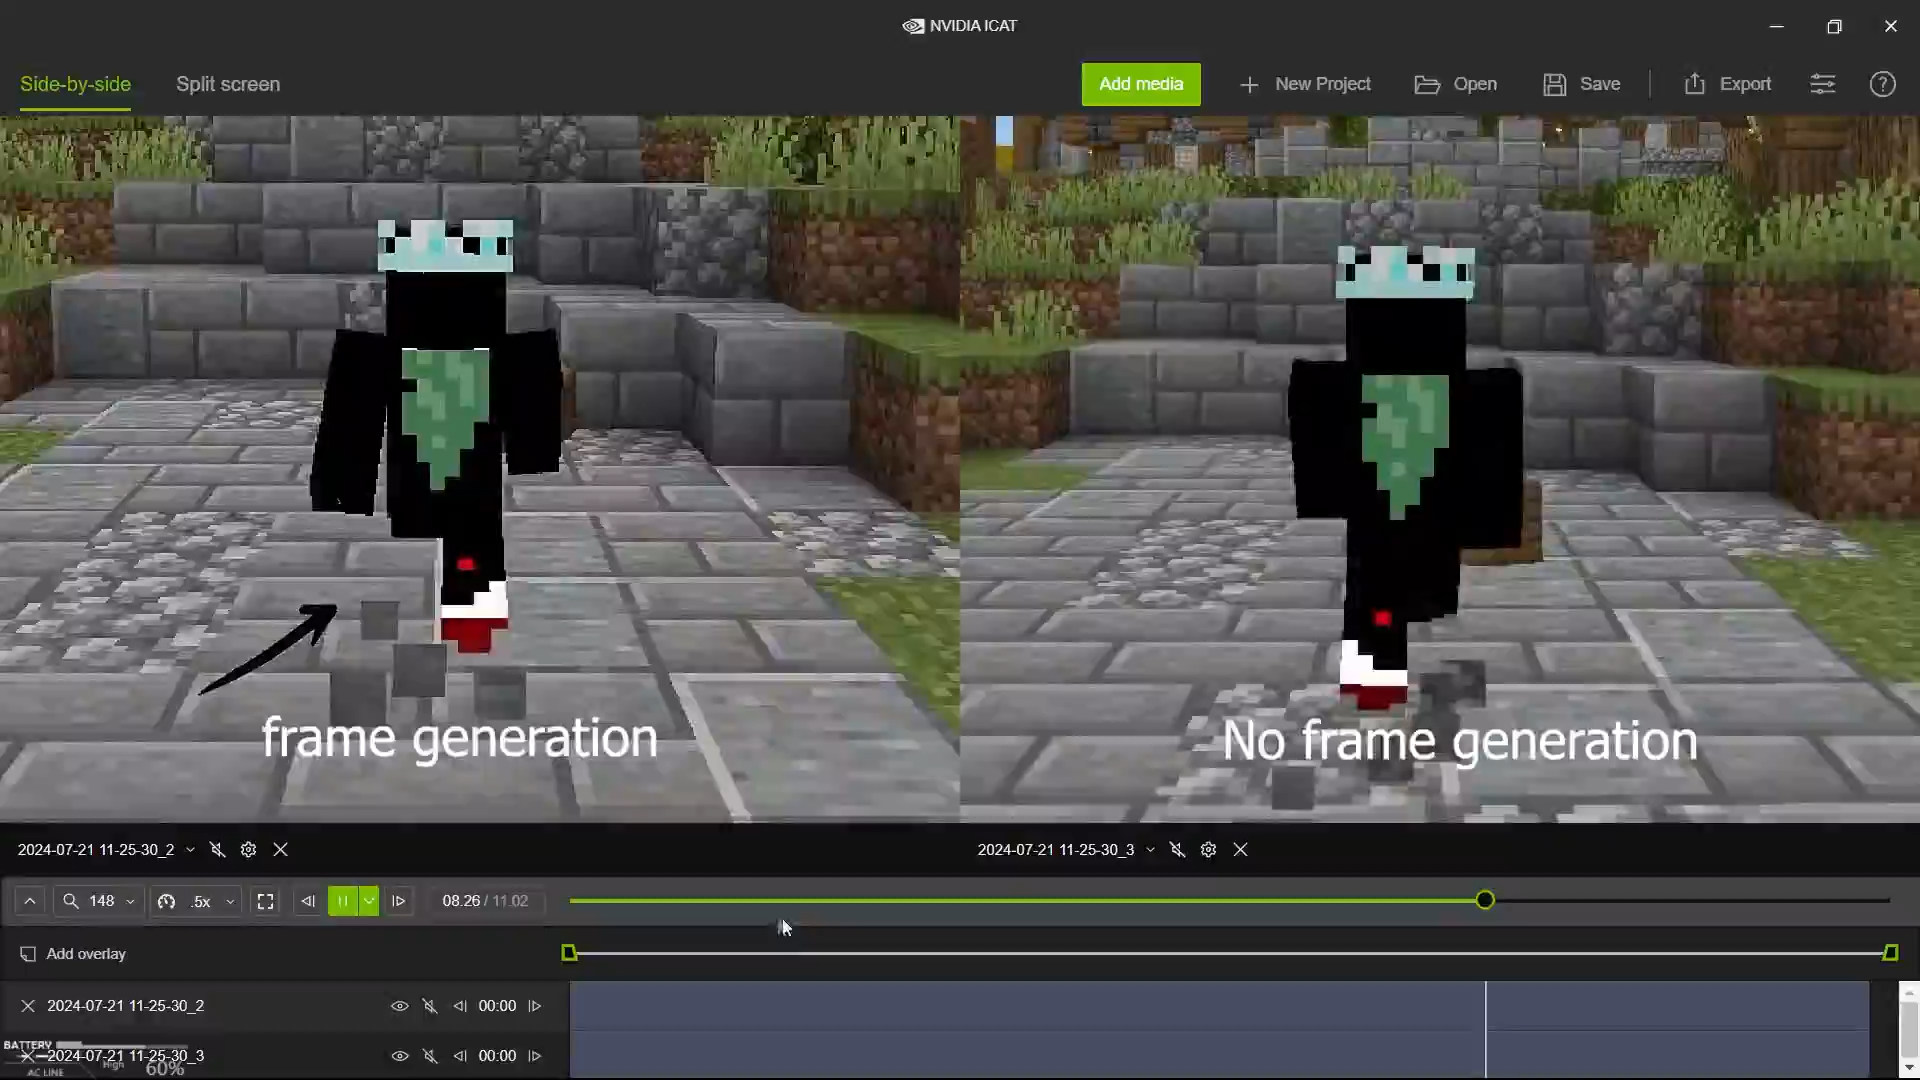 NVIDIA ICAT
Side-by-side
Split screen
Add media
New Project
Open
Save
Export
frame generation
No frame generation
2024-07-21 11-25-30_2
2024-07-21 11-25-30_3
148
.5x
08.26 / 11.02
Add overlay
2024-07-21 11-25-30_2
00:00
BATTERY
2024-07-21 11-25-30_3
00:00
AC LINE
High
60%